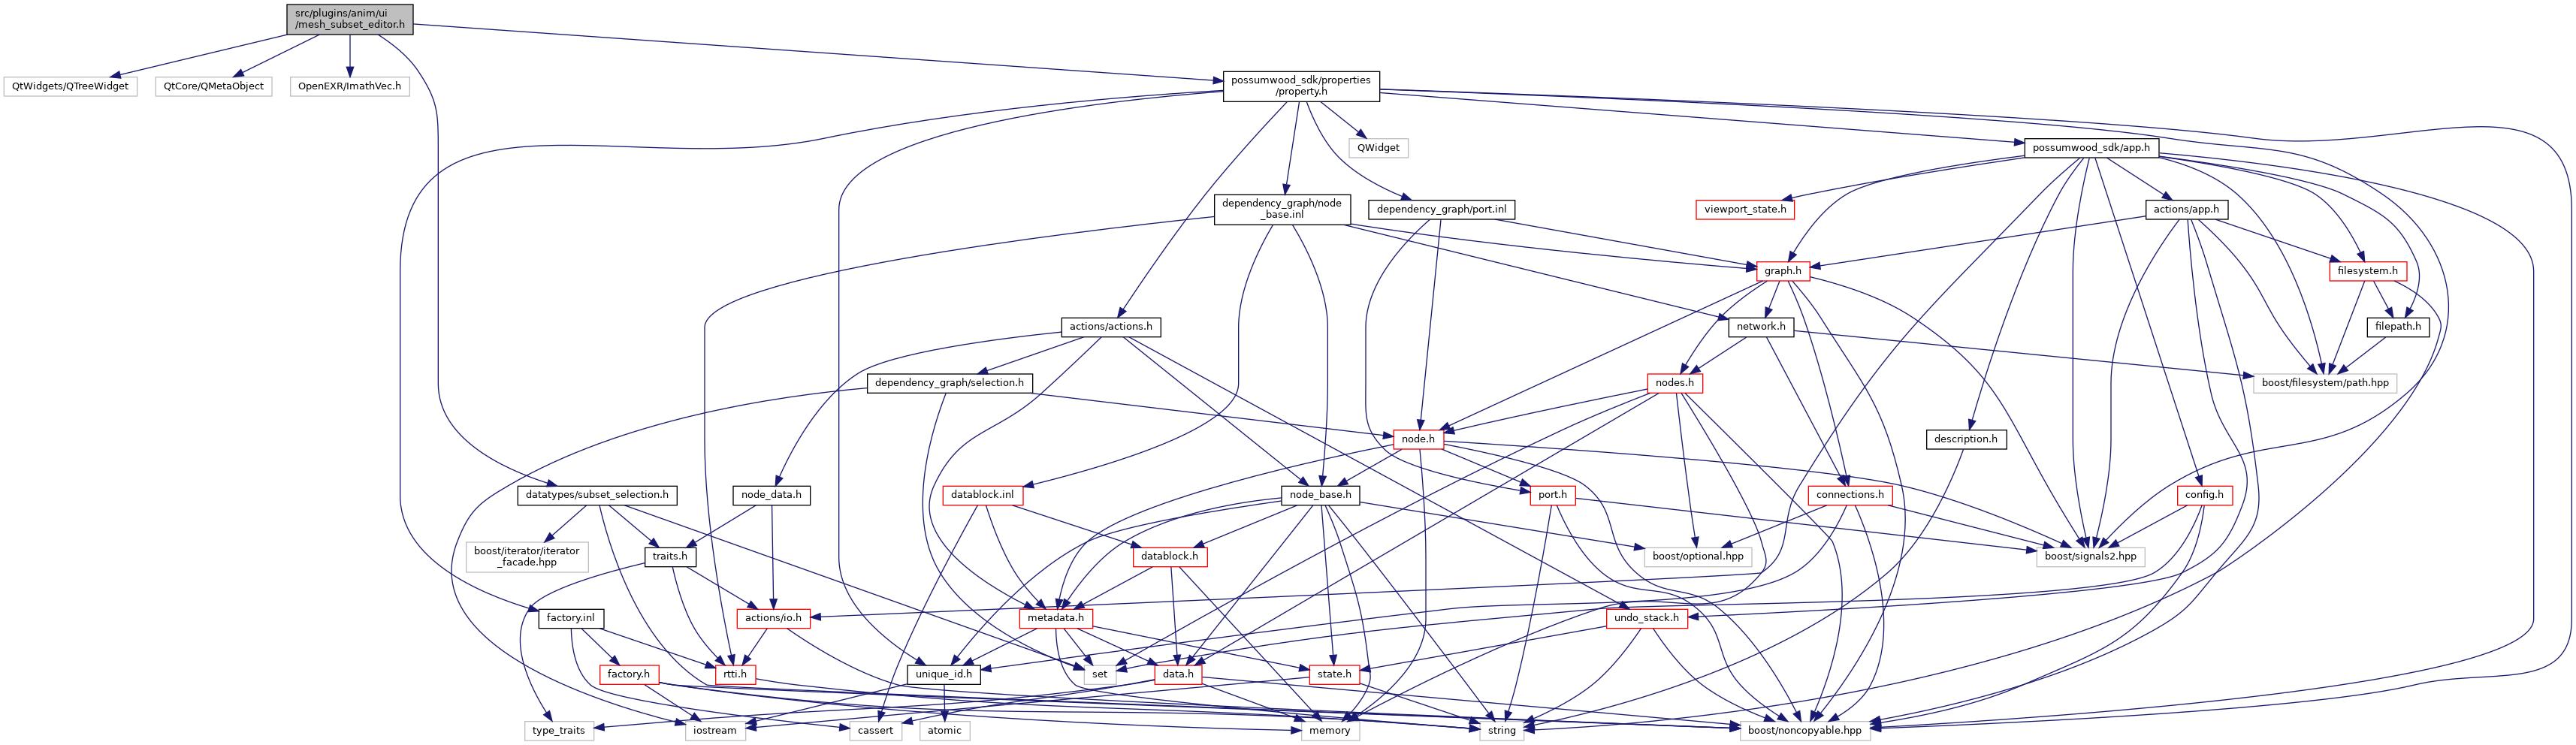 src/plugins/anim/ui
/mesh_subset_editor.h
QtWidgets/QTreeWidget
QtCore/QMetaObject
OpenEXR/ImathVec.h
possumwood_sdk/properties
/property.h
QWidget
possumwood_sdk/app.h
dependency_graph/node
_base.inl
dependency_graph/port.inl
viewport_state.h
actions/app.h
graph.h
filesystem.h
actions/actions.h
network.h
filepath.h
dependency_graph/selection.h
nodes.h
boost/filesystem/path.hpp
node.h
description.h
datatypes/subset_selection.h
node_data.h
datablock.inl
node_base.h
port.h
connections.h
config.h
boost/iterator/iterator
_facade.hpp
traits.h
datablock.h
boost/optional.hpp
boost/signals2.hpp
factory.inl
actions/io.h
metadata.h
undo_stack.h
factory.h
rtti.h
unique_id.h
set
data.h
state.h
type_traits
iostream
cassert
atomic
memory
string
boost/noncopyable.hpp